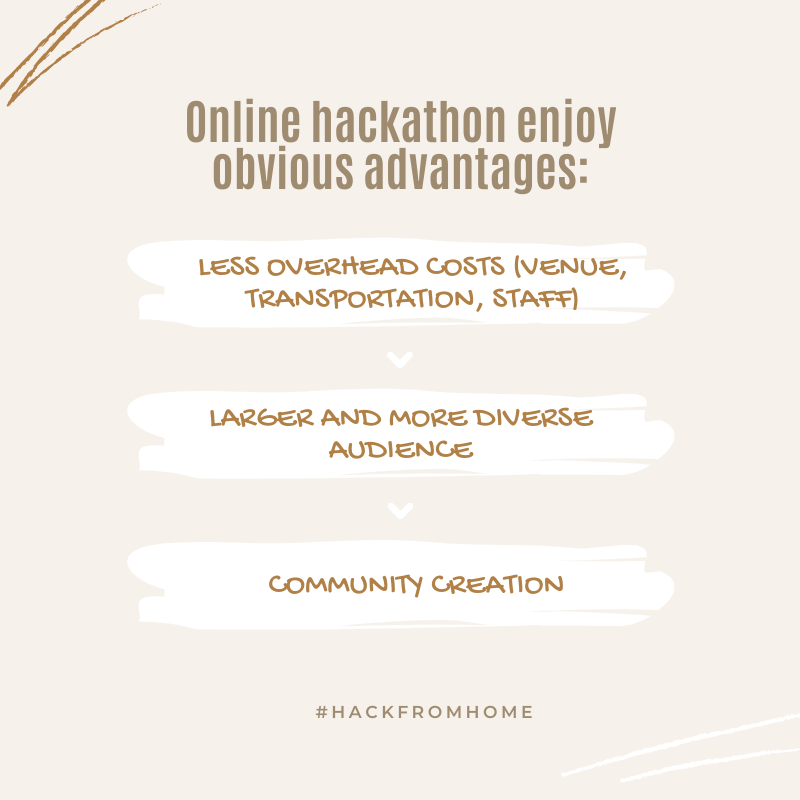 Online hackathon enjoy
obvious advantages:
LESS OVERHEAD COSTS (VENUE,
TRANSPORTATION, STAFF)
LARGER AND MORE DIVERSE
AUDIENCE
COMMUNITY CREATION
#HACKFROMHOME